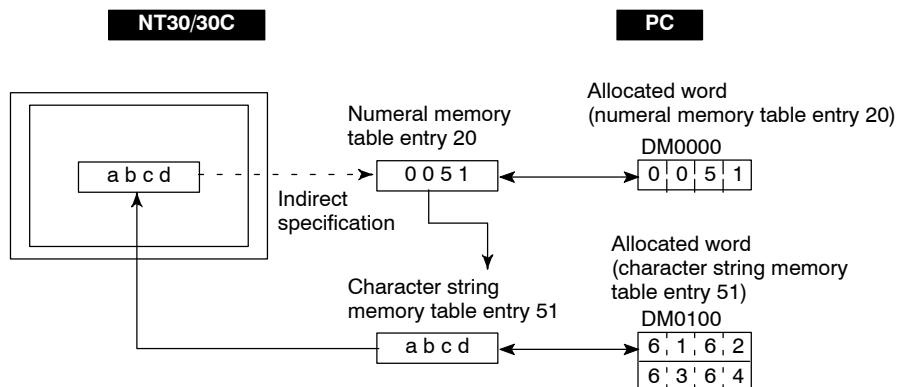 NT30/30C
PC
Allocated word
(numeral memory table entry 20)
Numeral memory
table entry 20
DM0000
a b c d
0 0 5 1
0 0 5 1
Indirect
specification
Allocated word
(character string memory
table entry 51)
Character string
memory table entry 51
DM0100
a b c d
6 1 6 2
6 3 6 4